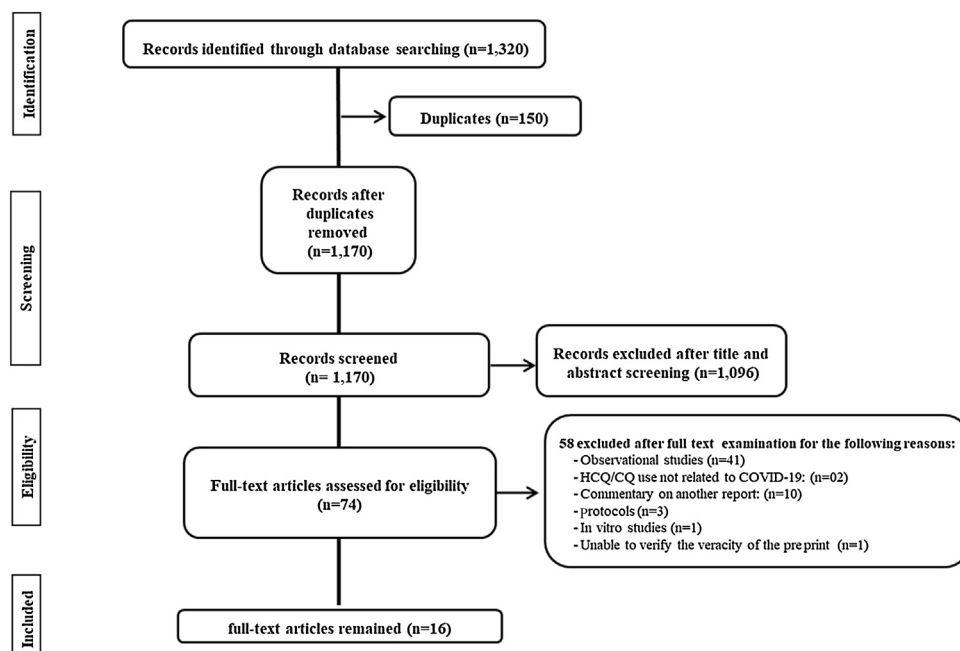 Identification
Records identified through database searching (n=1,320)
Duplicates (n=150)
Screening
Records after
duplicates
removed
(n=1,170)
Records screened
(n= 1,170)
Records excluded after title and
abstract screening (n=1,096)
Eligibility
Full-text articles assessed for eligibility
(n=74)
58 excluded after full text examination for the following reasons:
- Observational studies (n=41)
- HCQ/CQ use not related to COVID-19: (n=02)
- Commentary on another report: (n=10)
- protocols (n=3)
- In vitro studies (n=1)
- Unable to verify the veracity of the preprint (n=1)
Included
full-text articles remained (n=16)